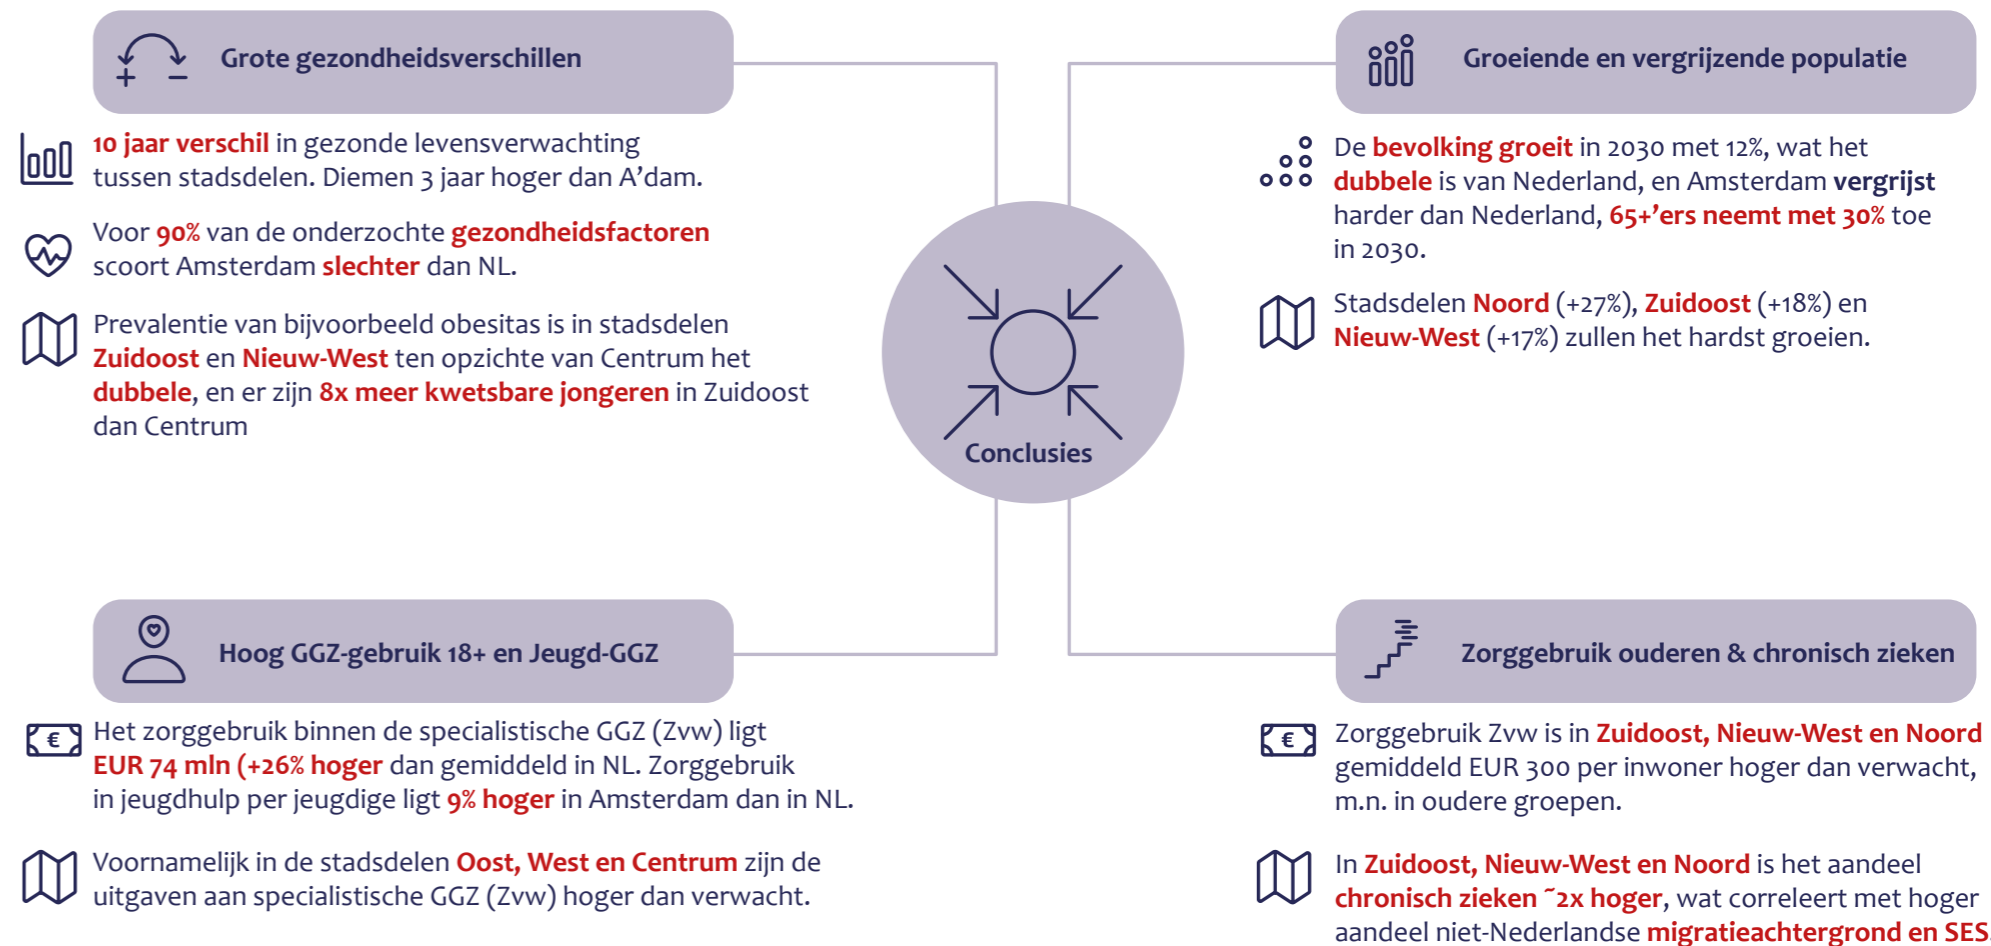 Grote gezondheidsverschillen
10 jaar verschil in gezonde levensverwachting
tussen stadsdelen. Diemen 3 jaar hoger dan A’dam.
Voor 90% van de onderzochte gezondheidsfactoren
scoort Amsterdam slechter dan NL.
Prevalentie van bijvoorbeeld obesitas is in stadsdelen
Zuidoost en Nieuw-West ten opzichte van Centrum het
dubbele, en er zijn 8x meer kwetsbare jongeren in Zuidoost
dan Centrum
Groeiende en vergrijzende populatie
De bevolking groeit in 2030 met 12%, wat het
dubbele is van Nederland, en Amsterdam vergrijst
harder dan Nederland, 65+’ers neemt met 30% toe
in 2030.
Stadsdelen Noord (+27%), Zuidoost (+18%) en
Nieuw-West (+17%) zullen het hardst groeien.
Conclusies
Hoog GGZ-gebruik 18+ en Jeugd-GGZ
€ Het zorggebruik binnen de specialistische GGZ (Zvw) ligt
EUR 74 mln (+26% hoger dan gemiddeld in NL. Zorggebruik
in jeugdhulp per jeugdige ligt 9% hoger in Amsterdam dan in NL.
Voornamelijk in de stadsdelen Oost, West en Centrum zijn de
uitgaven aan specialistische GGZ (Zvw) hoger dan verwacht.
Zorggebruik ouderen & chronisch zieken
€ Zorggebruik Zvw is in Zuidoost, Nieuw-West en Noord
gemiddeld EUR 300 per inwoner hoger dan verwacht,
m.n. in oudere groepen.
In Zuidoost, Nieuw-West en Noord is het aandeel
chronisch zieken ~2x hoger, wat correleert met hoger
aandeel niet-Nederlandse migratieachtergrond en SES.